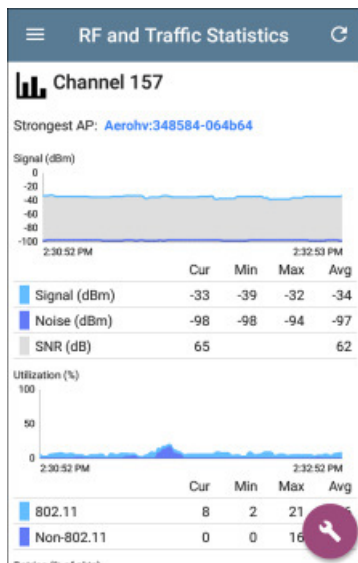 RF and Traffic Statistics
Channel 157
Strongest AP: Aerohv:348584-064b64
Signal (dBm)
0
-20
-40
-60
-80
-100
2:30:52 PM 2:32:53 PM
Cur Min Max Avg
Signal (dBm) -33 -39 -32 -34
Noise (dBm) -98 -98 -94 -97
SNR (dB) 65 62
Utilization (%)
100
50
0
2:30:52 PM 2:32:52 PM
Cur Min Max Avg
802.11 8 2 21
Non-802.11 0 0 16